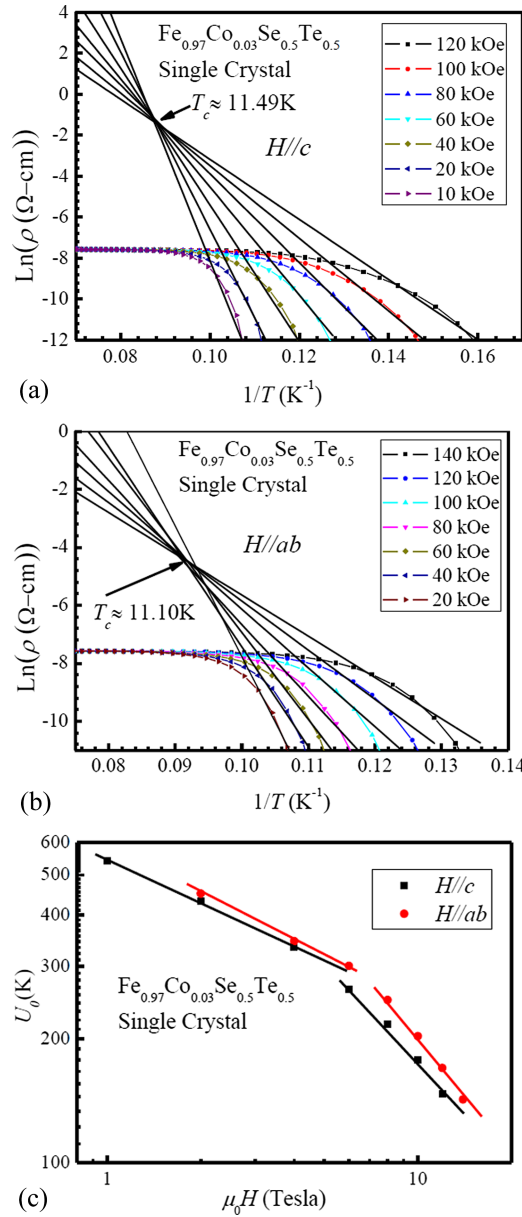 (a)
Ln(ρ (Ω−cm))
4
2
0
-2
-4
-6
-8
-10
-12
Fe0.97Co0.03Se0.5Te0.5
Single Crystal
Tc≈ 11.49K
H//c
120 kOe
100 kOe
80 kOe
60 kOe
40 kOe
20 kOe
10 kOe
0.08 0.10 0.12 0.14 0.16
1/T (K-1)
(b)
Ln(ρ (Ω−cm))
0
-2
-4
-6
-8
-10
Fe0.97Co0.03Se0.5Te0.5
Single Crystal
H//ab
Tc≈ 11.10K
140 kOe
120 kOe
100 kOe
80 kOe
60 kOe
40 kOe
20 kOe
0.08 0.09 0.10 0.11 0.12 0.13 0.14
1/T (K-1)
(c)
U0(K)
600
500
400
300
200
100
H//c
H//ab
Fe0.97Co0.03Se0.5Te0.5
Single Crystal
1 10
μ0H (Tesla)